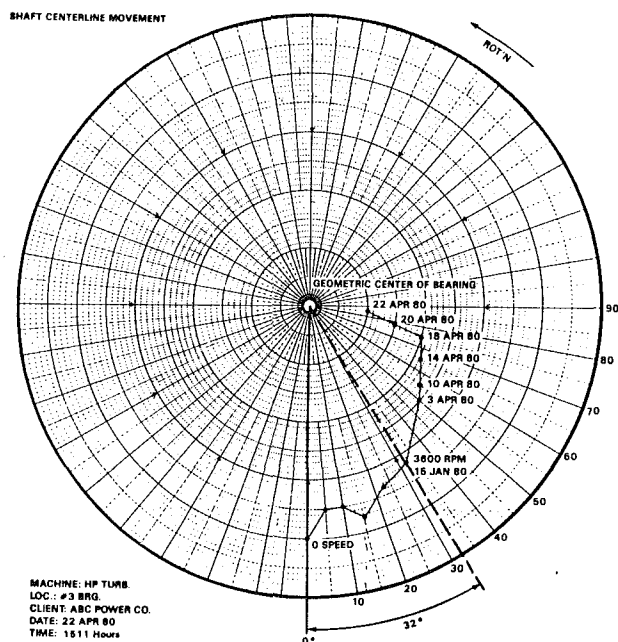 SHAFT CENTERLINE MOVEMENT
ROT'N
GEOMETRIC CENTER OF BEARING
22 APR 80
20 APR 80
90
18 APR 80
14 APR 80
80
10 APR 80
3 APR 80
70
3600 RPM
15 JAN 80
60
50
0 SPEED
40
30
20
10
32°
0°
MACHINE: HP TURB.
LOC.: #3 BRG.
CLIENT: ABC POWER CO.
DATE: 22 APR 80
TIME: 1511 Hours